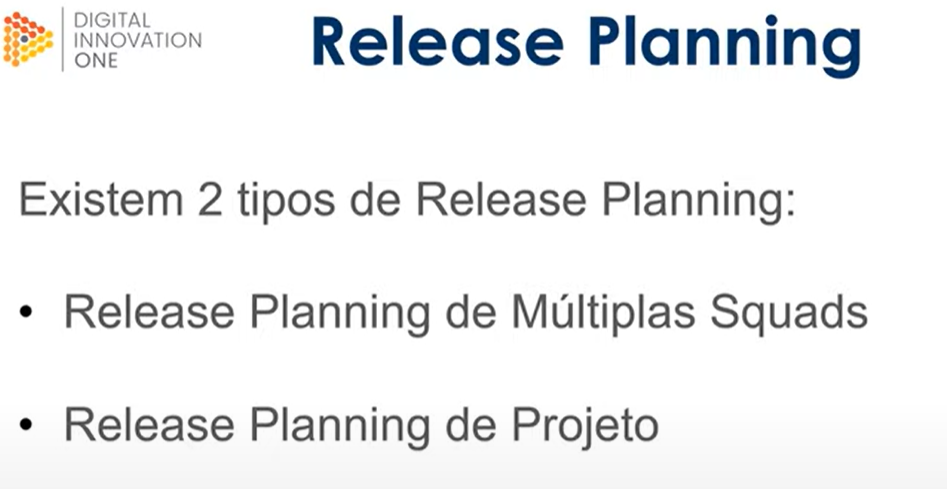 DIGITAL
INNOVATION
ONE
Release Planning
Existem 2 tipos de Release Planning:
• Release Planning de Múltiplas Squads
• Release Planning de Projeto